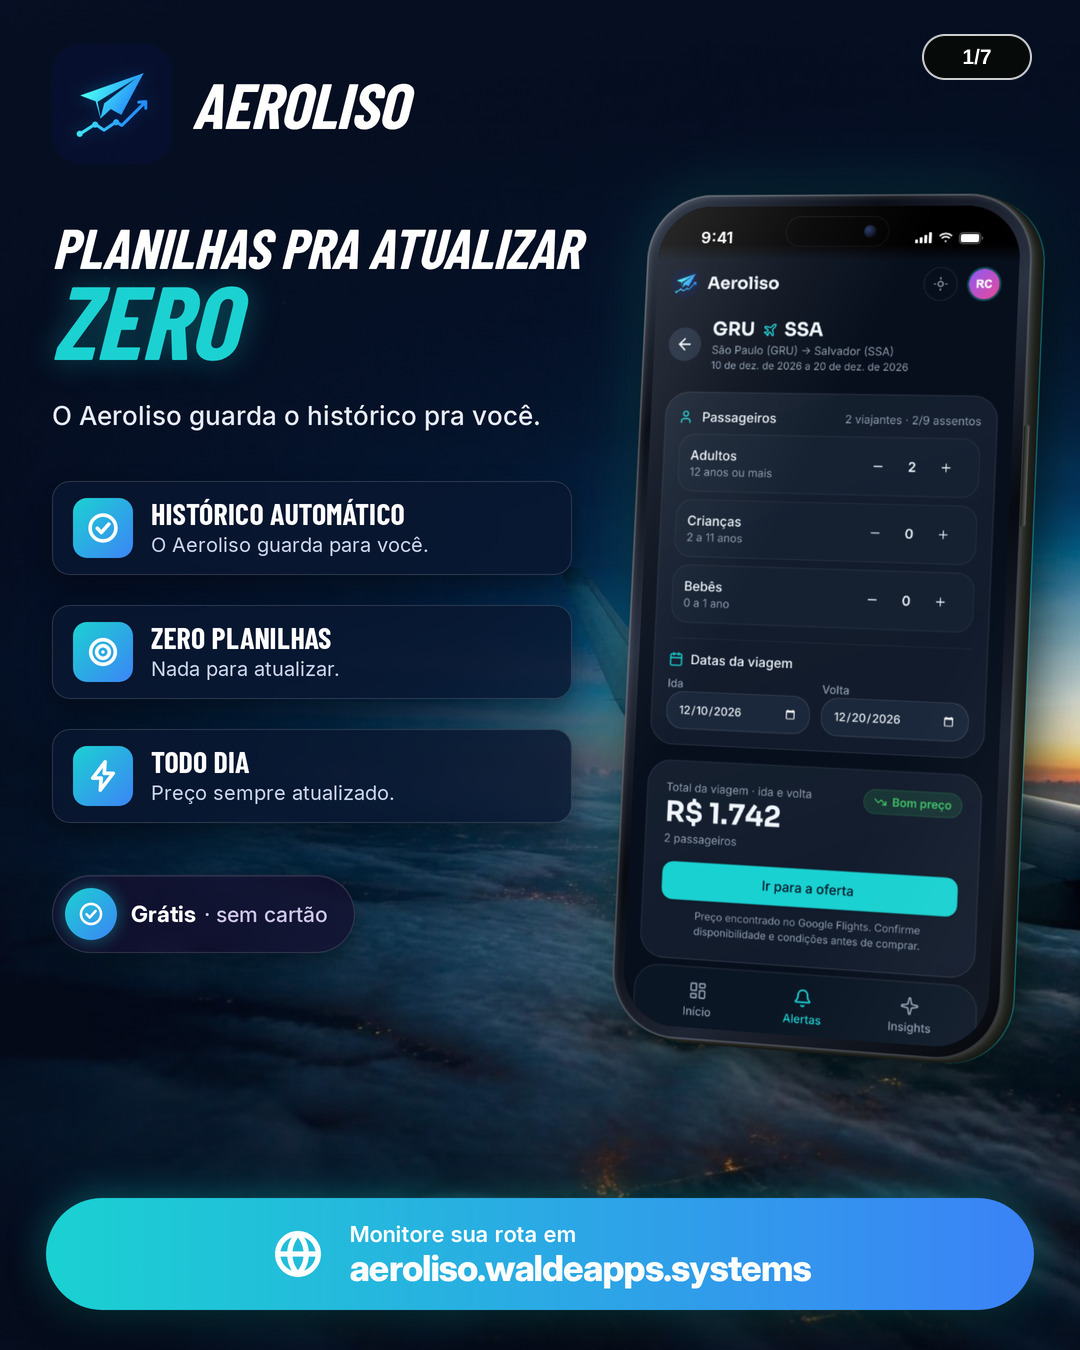 1/7
AEROLISO
PLANILHAS PRA ATUALIZAR
ZERO
O Aeroliso guarda o histórico pra você.
HISTÓRICO AUTOMÁTICO
O Aeroliso guarda para você.
ZERO PLANILHAS
Nada para atualizar.
TODO DIA
Preço sempre atualizado.
Grátis · sem cartão
9:41
Aeroliso
RC
GRU SSA
São Paulo (GRU) → Salvador (SSA)
10 de dez. de 2026 a 20 de dez. de 2026
Passageiros 2 viajantes · 2/9 assentos
Adultos
12 anos ou mais
− 2 +
Crianças
2 a 11 anos
− 0 +
Bebês
0 a 1 ano
− 0 +
Datas da viagem
Ida Volta
12/10/2026 12/20/2026
Total da viagem · ida e volta
R$ 1.742
Bom preço
2 passageiros
Ir para a oferta
Preço encontrado no Google Flights. Confirme
disponibilidade e condições antes de comprar.
Início Alertas Insights
Monitore sua rota em
aeroliso.waldeapps.systems